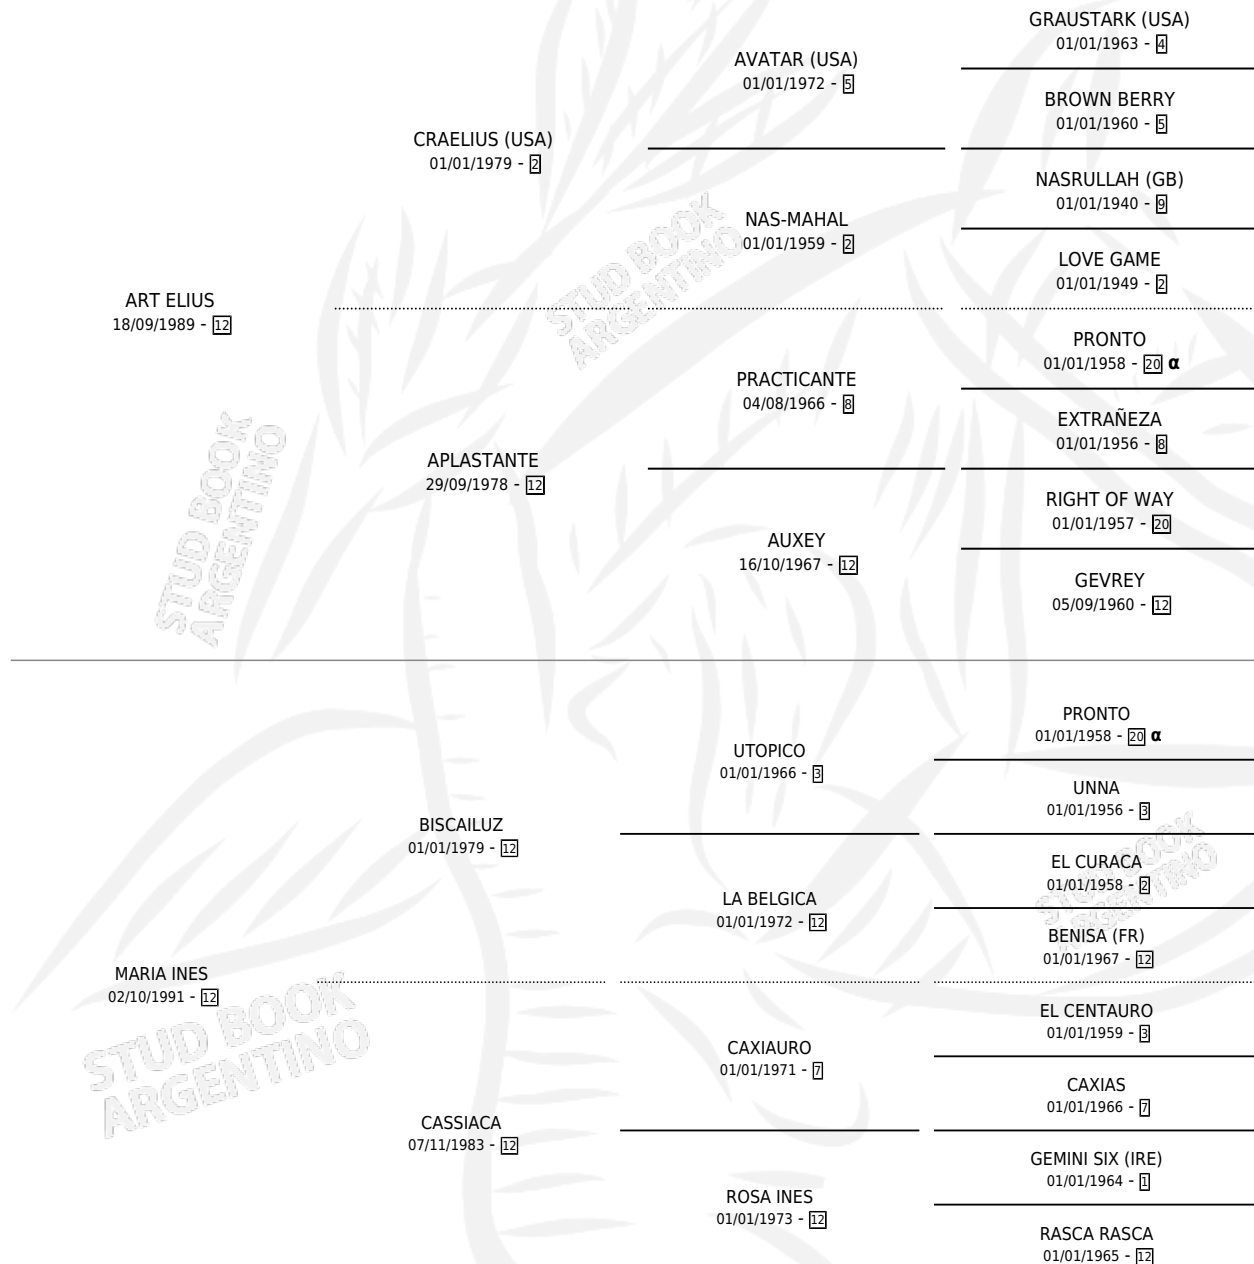 GRAUSTARK (USA)
01/01/1963 - 4
AVATAR (USA)
01/01/1972 - 5
BROWN BERRY
01/01/1960 - 5
CRAELIUS (USA)
01/01/1979 - 2
NASRULLAH (GB)
01/01/1940 - 9
NAS-MAHAL
01/01/1959 - 2
LOVE GAME
01/01/1949 - 2
ART ELIUS
18/09/1989 - 12
PRONTO
01/01/1958 - 20 α
PRACTICANTE
04/08/1966 - 8
EXTRAÑEZA
01/01/1956 - 8
APLASTANTE
29/09/1978 - 12
RIGHT OF WAY
01/01/1957 - 20
AUXEY
16/10/1967 - 12
GEVREY
05/09/1960 - 12
PRONTO
01/01/1958 - 20 α
UTOPICO
01/01/1966 - 3
UNNA
01/01/1956 - 3
BISCAILUZ
01/01/1979 - 12
EL CURACA
01/01/1958 - 2
LA BELGICA
01/01/1972 - 12
BENISA (FR)
01/01/1967 - 12
MARIA INES
02/10/1991 - 12
EL CENTAURO
01/01/1959 - 3
CAXIAURO
01/01/1971 - 7
CAXIAS
01/01/1966 - 7
CASSIACA
07/11/1983 - 12
GEMINI SIX (IRE)
01/01/1964 - 1
ROSA INES
01/01/1973 - 12
RASCA RASCA
01/01/1965 - 12
STUD BOOK
ARGENTINO
STUD BOOK
ARGENTINO
STUD BOOK
ARGENTINO
STUD BOOK
ARGENTINO